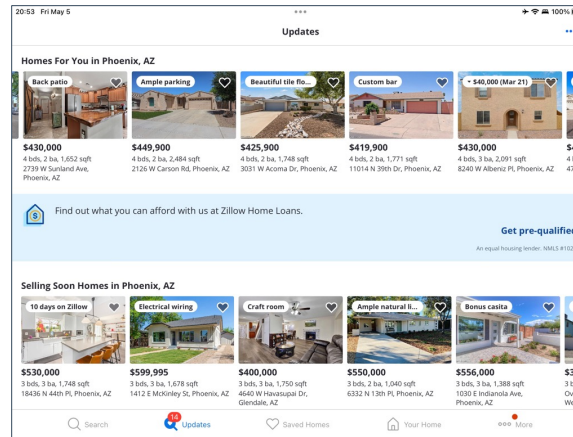 20:53 Fri May 5
100%
Updates
Homes For You in Phoenix, AZ
Back patio
Ample parking
Beautiful tile flo...
Custom bar
$40,000 (Mar 21)
$430,000
4 bds, 2 ba, 1,652 sqft
2739 W Sunland Ave,
Phoenix, AZ
$449,900
4 bds, 2 ba, 2,484 sqft
2126 W Carson Rd, Phoenix, AZ
$425,900
4 bds, 2 ba, 1,748 sqft
3031 W Acoma Dr, Phoenix, AZ
$419,900
4 bds, 2 ba, 1,771 sqft
11014 N 39th Dr, Phoenix, AZ
$430,000
4 bds, 3 ba, 2,091 sqft
8240 W Albeniz Pl, Phoenix, AZ
Find out what you can afford with us at Zillow Home Loans.
Get pre-qualified
An equal housing lender. NMLS #102
Selling Soon Homes in Phoenix, AZ
10 days on Zillow
Electrical wiring
Craft room
Ample natural li...
Bonus casita
$530,000
3 bds, 3 ba, 1,748 sqft
18436 N 44th Pl, Phoenix, AZ
$599,995
3 bds, 3 ba, 1,678 sqft
1412 E McKinley St, Phoenix, AZ
$400,000
3 bds, 3 ba, 1,750 sqft
4640 W Havasupai Dr,
Glendale, AZ
$550,000
3 bds, 2 ba, 1,040 sqft
6332 N 13th Pl, Phoenix, AZ
$556,000
3 bds, 3 ba, 1,388 sqft
1030 E Indianola Ave,
Phoenix, AZ
Search
14
Updates
Saved Homes
Your Home
More